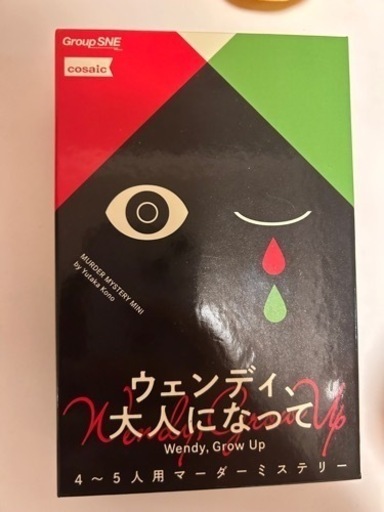 Group SNE
cosaic
MURDER MYSTERY MINI
by Yutaka Kono
ウェンディ、
大人になって
Wendy, Grow Up
Wendy, Grow Up
4～5人用マーダーミステリー